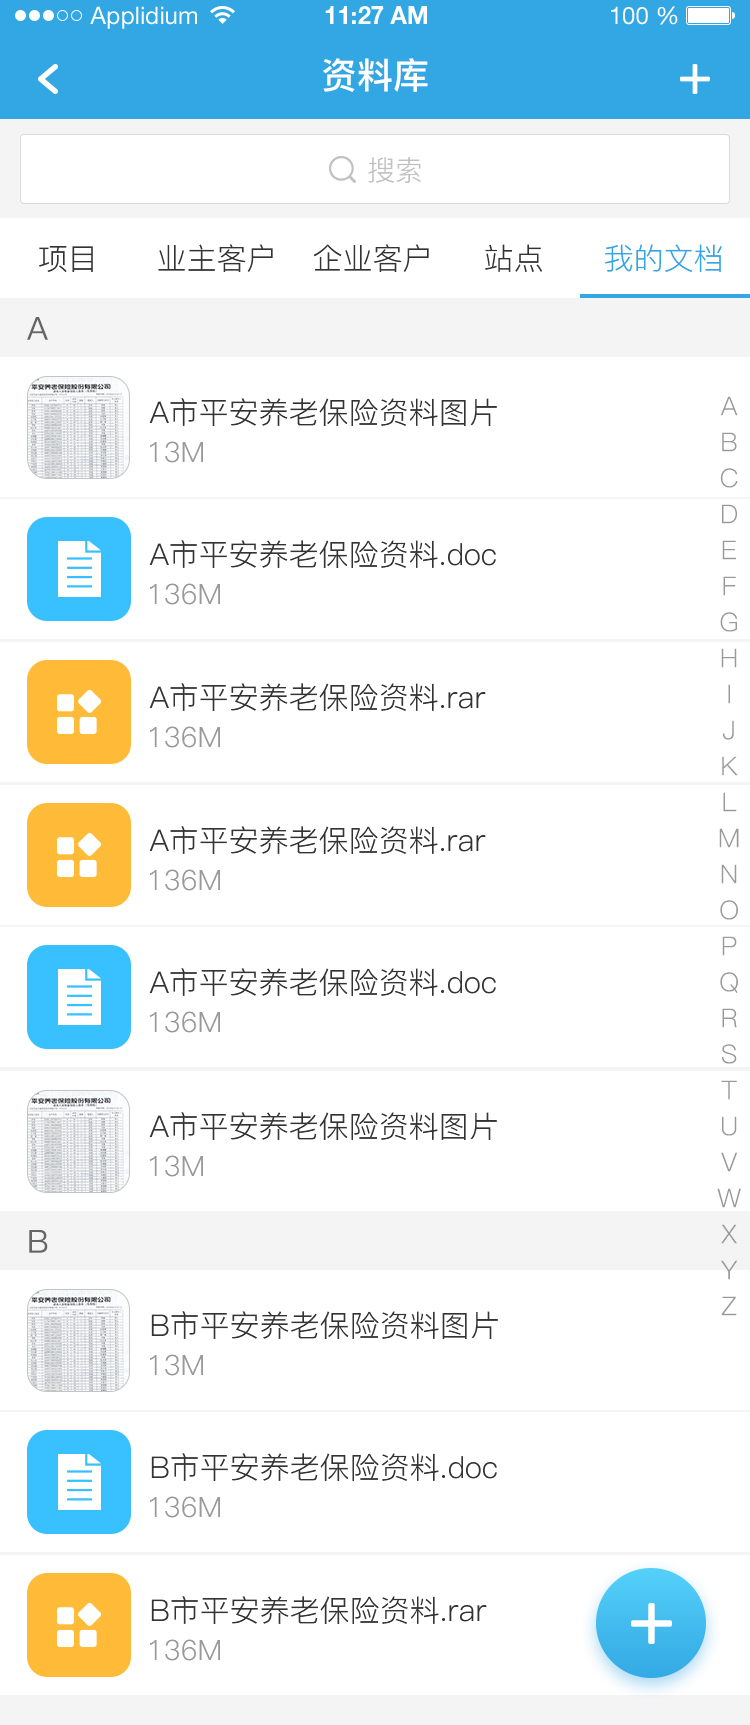 Applidium 11:27 AM 100 %
资料库
搜索
项目 业主客户 企业客户 站点 我的文档
A
平安养老保险股份有限公司
A市平安养老保险资料图片
13M
A市平安养老保险资料.doc
136M
A市平安养老保险资料.rar
136M
A市平安养老保险资料.rar
136M
A市平安养老保险资料.doc
136M
平安养老保险股份有限公司
A市平安养老保险资料图片
13M
B
平安养老保险股份有限公司
B市平安养老保险资料图片
13M
B市平安养老保险资料.doc
136M
B市平安养老保险资料.rar
136M
A
B
C
D
E
F
G
H
I
J
K
L
M
N
O
P
Q
R
S
T
U
V
W
X
Y
Z